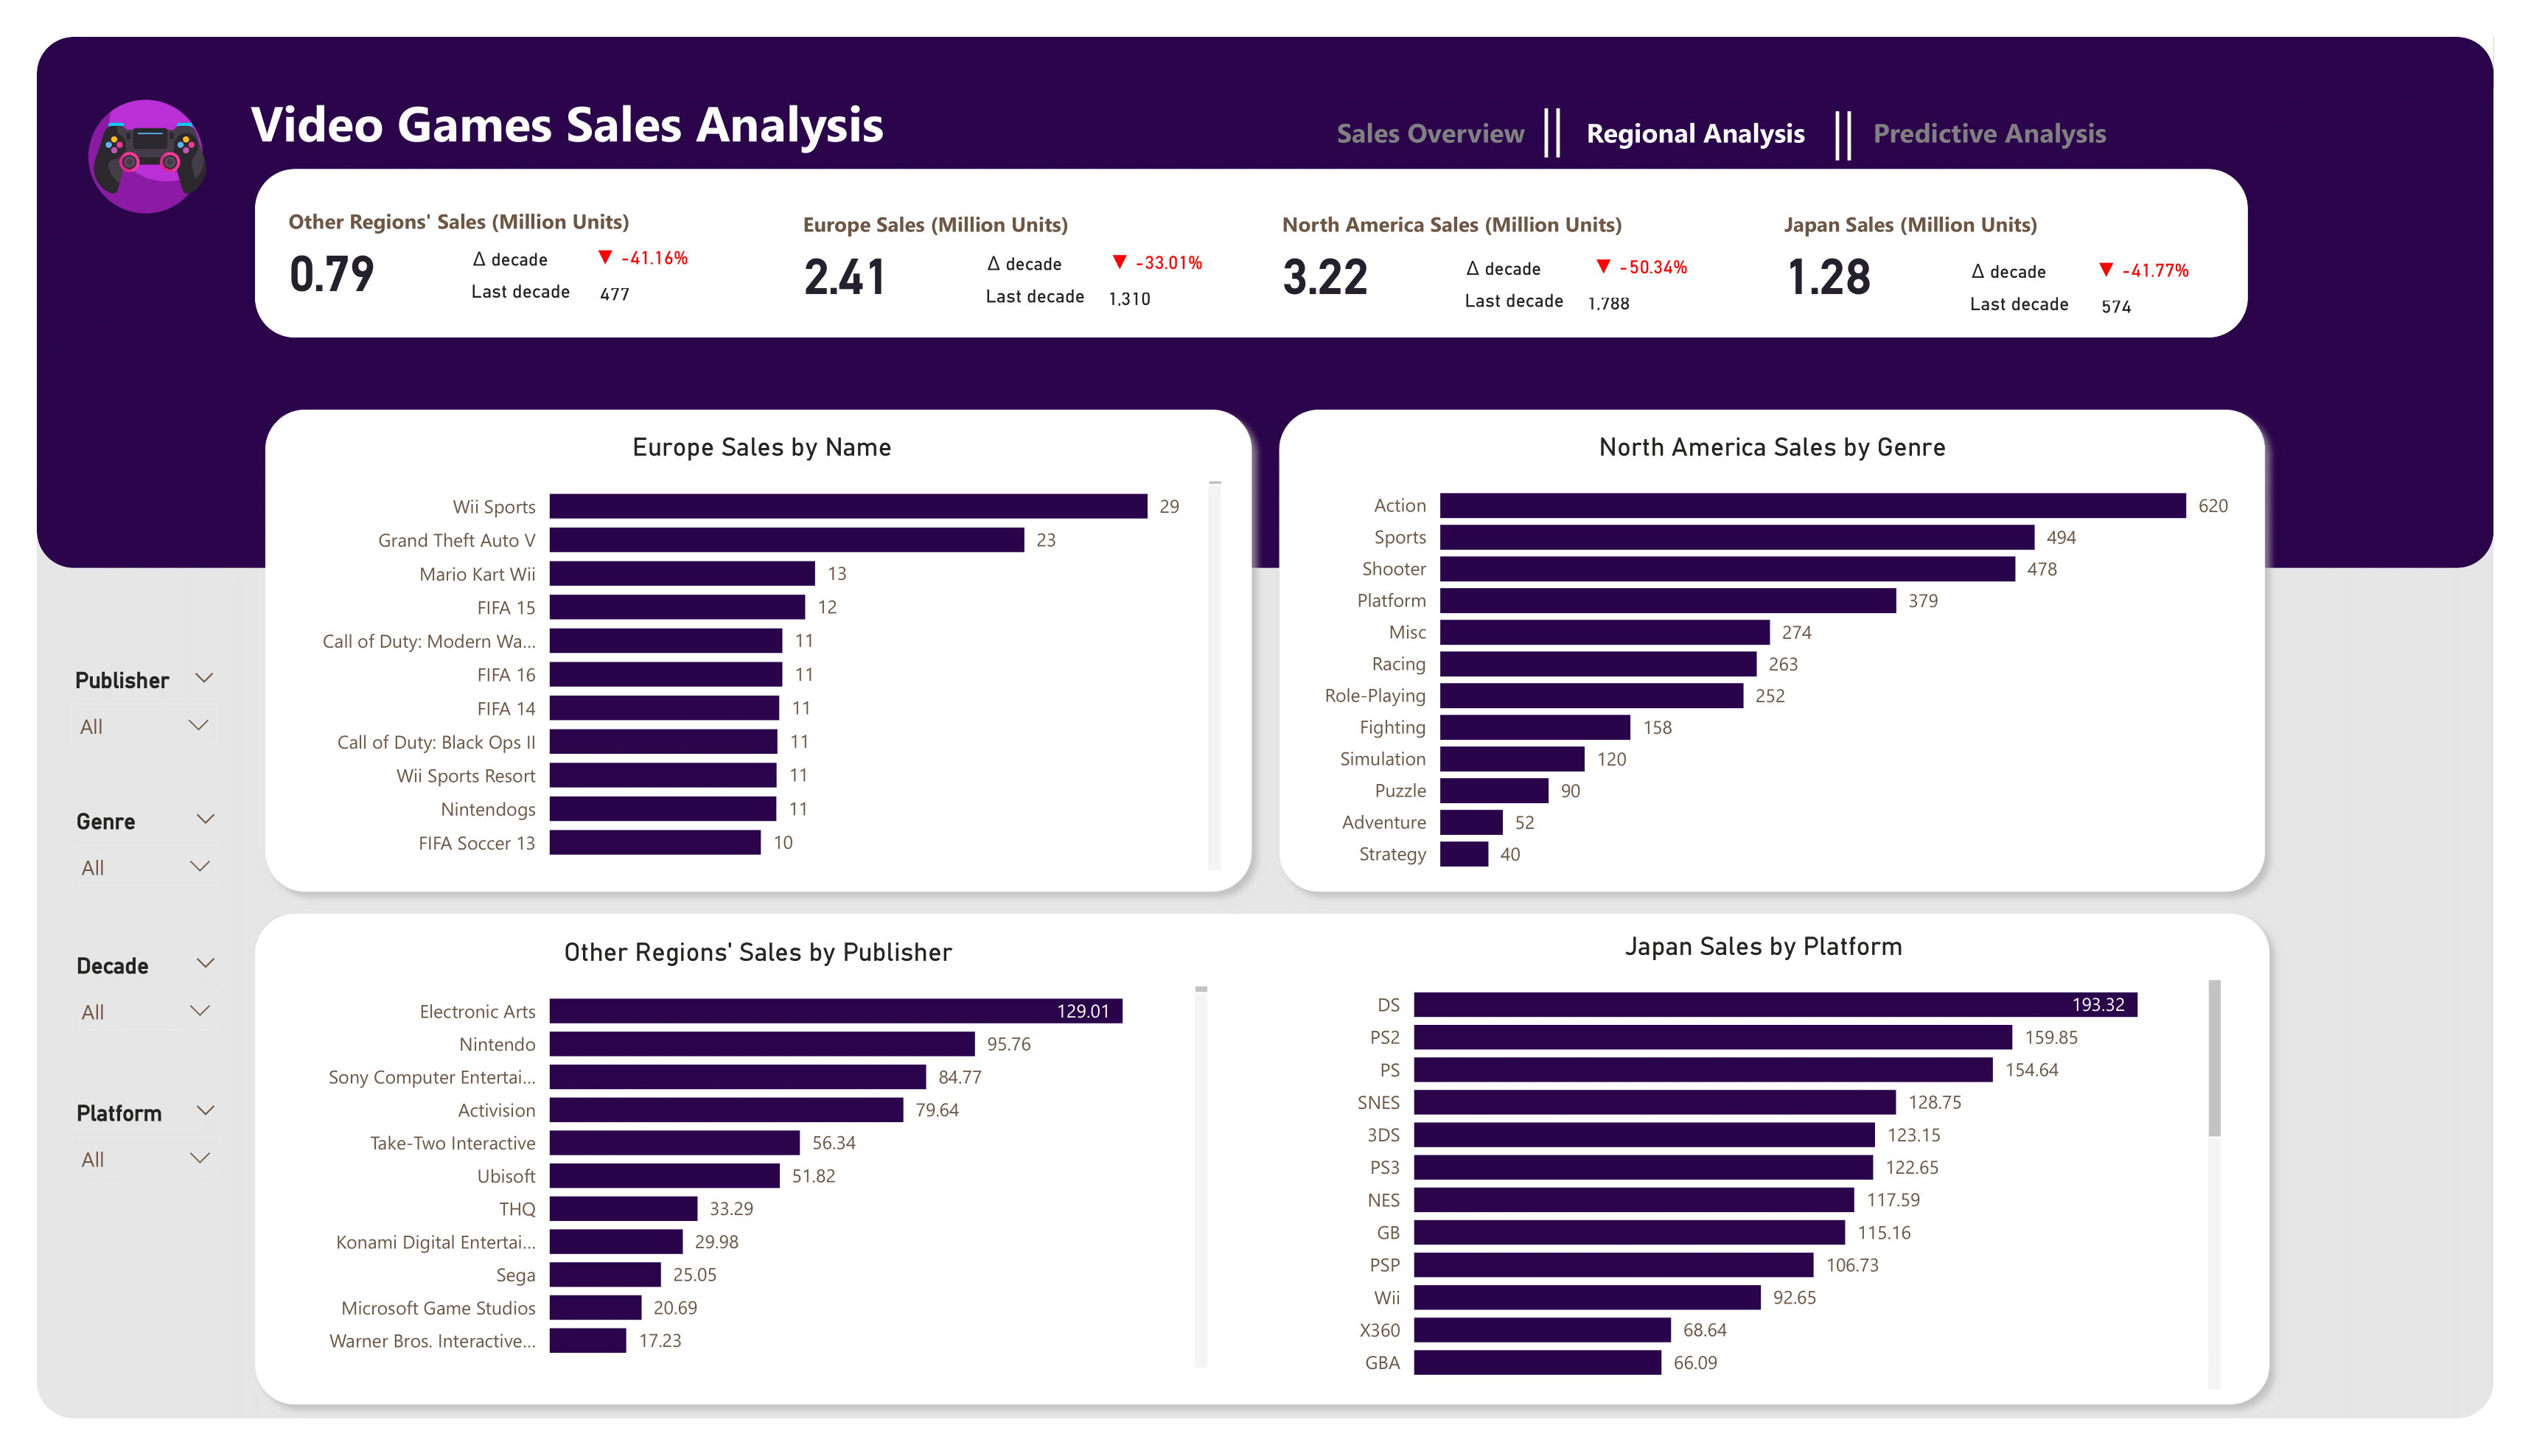 Video Games Sales Analysis
Sales Overview
Regional Analysis
Predictive Analysis
Other Regions' Sales (Million Units)
0.79
Δ decade
▼ -41.16%
Last decade
477
Europe Sales (Million Units)
2.41
Δ decade
▼ -33.01%
Last decade
1,310
North America Sales (Million Units)
3.22
Δ decade
▼ -50.34%
Last decade
1,788
Japan Sales (Million Units)
1.28
Δ decade
▼ -41.77%
Last decade
574
Publisher
All
Genre
All
Decade
All
Platform
All
Europe Sales by Name
Wii Sports 29
Grand Theft Auto V 23
Mario Kart Wii 13
FIFA 15 12
Call of Duty: Modern Wa... 11
FIFA 16 11
FIFA 14 11
Call of Duty: Black Ops II 11
Wii Sports Resort 11
Nintendogs 11
FIFA Soccer 13 10
North America Sales by Genre
Action 620
Sports 494
Shooter 478
Platform 379
Misc 274
Racing 263
Role-Playing 252
Fighting 158
Simulation 120
Puzzle 90
Adventure 52
Strategy 40
Other Regions' Sales by Publisher
Electronic Arts 129.01
Nintendo 95.76
Sony Computer Entertai... 84.77
Activision 79.64
Take-Two Interactive 56.34
Ubisoft 51.82
THQ 33.29
Konami Digital Entertai... 29.98
Sega 25.05
Microsoft Game Studios 20.69
Warner Bros. Interactive... 17.23
Japan Sales by Platform
DS 193.32
PS2 159.85
PS 154.64
SNES 128.75
3DS 123.15
PS3 122.65
NES 117.59
GB 115.16
PSP 106.73
Wii 92.65
X360 68.64
GBA 66.09